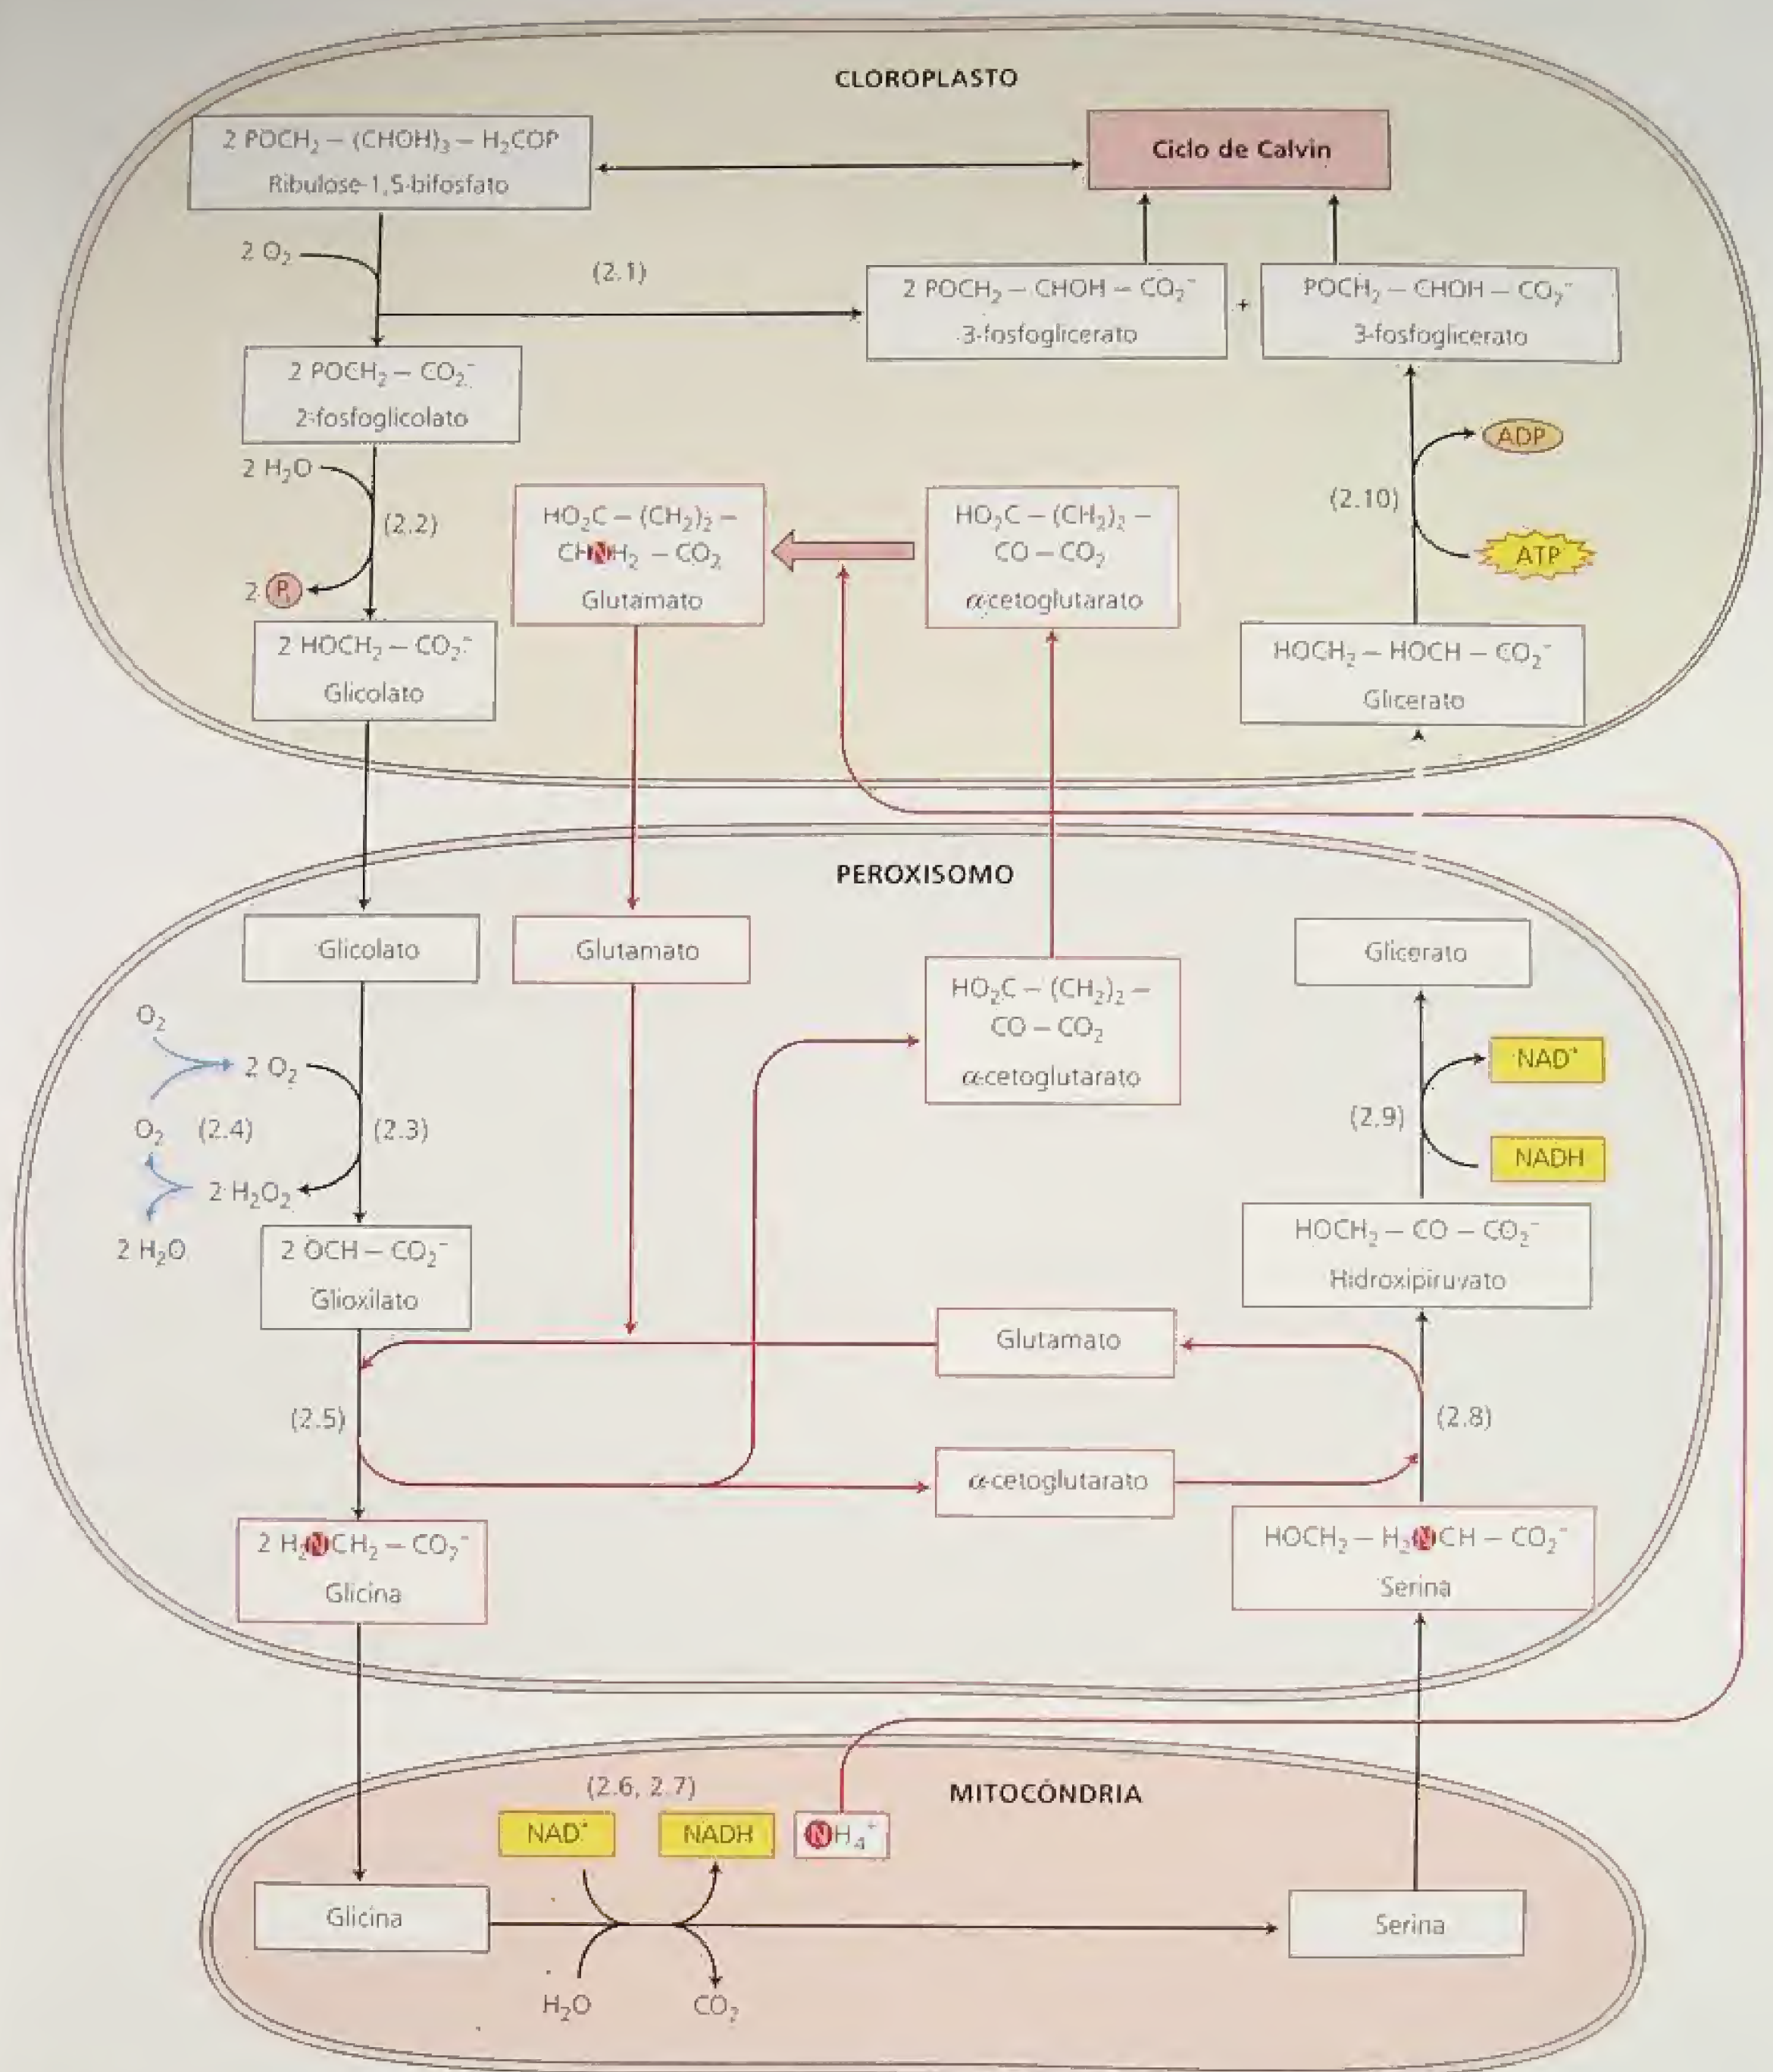 CLOROPLASTO
2 POCH₂ – (CHOH)₃ – H₂COP
Ribulose-1,5-bifosfato
Ciclo de Calvin
2 O₂
(2.1)
2 POCH₂ – CHOH – CO₂⁻
3-fosfoglicerato
+
POCH₂ – CHOH – CO₂⁻
3-fosfoglicerato
2 POCH₂ – CO₂⁻
2-fosfoglicolato
2 H₂O
(2.2)
2 Pᵢ
HO₂C – (CH₂)₂ –
CHNH₂ – CO₂
Glutamato
HO₂C – (CH₂)₂ –
CO – CO₂
α-cetoglutarato
ADP
(2.10)
ATP
2 HOCH₂ – CO₂⁻
Glicolato
HOCH₂ – HOCH – CO₂⁻
Glicerato
PEROXISOMO
Glicolato
Glutamato
HO₂C – (CH₂)₂ –
CO – CO₂
α-cetoglutarato
Glicerato
O₂
2 O₂
O₂
(2.4)
(2.3)
2 H₂O₂
2 H₂O
NAD⁺
(2.9)
NADH
2 OCH – CO₂⁻
Glioxilato
HOCH₂ – CO – CO₂⁻
Hidroxipiruvato
Glutamato
(2.5)
(2.8)
α-cetoglutarato
2 H₂NCH₂ – CO₂⁻
Glicina
HOCH₂ – H₂NCH – CO₂⁻
Serina
MITOCÔNDRIA
(2.6, 2.7)
NAD⁺
NADH
NH₄⁺
Glicina
Serina
H₂O
CO₂